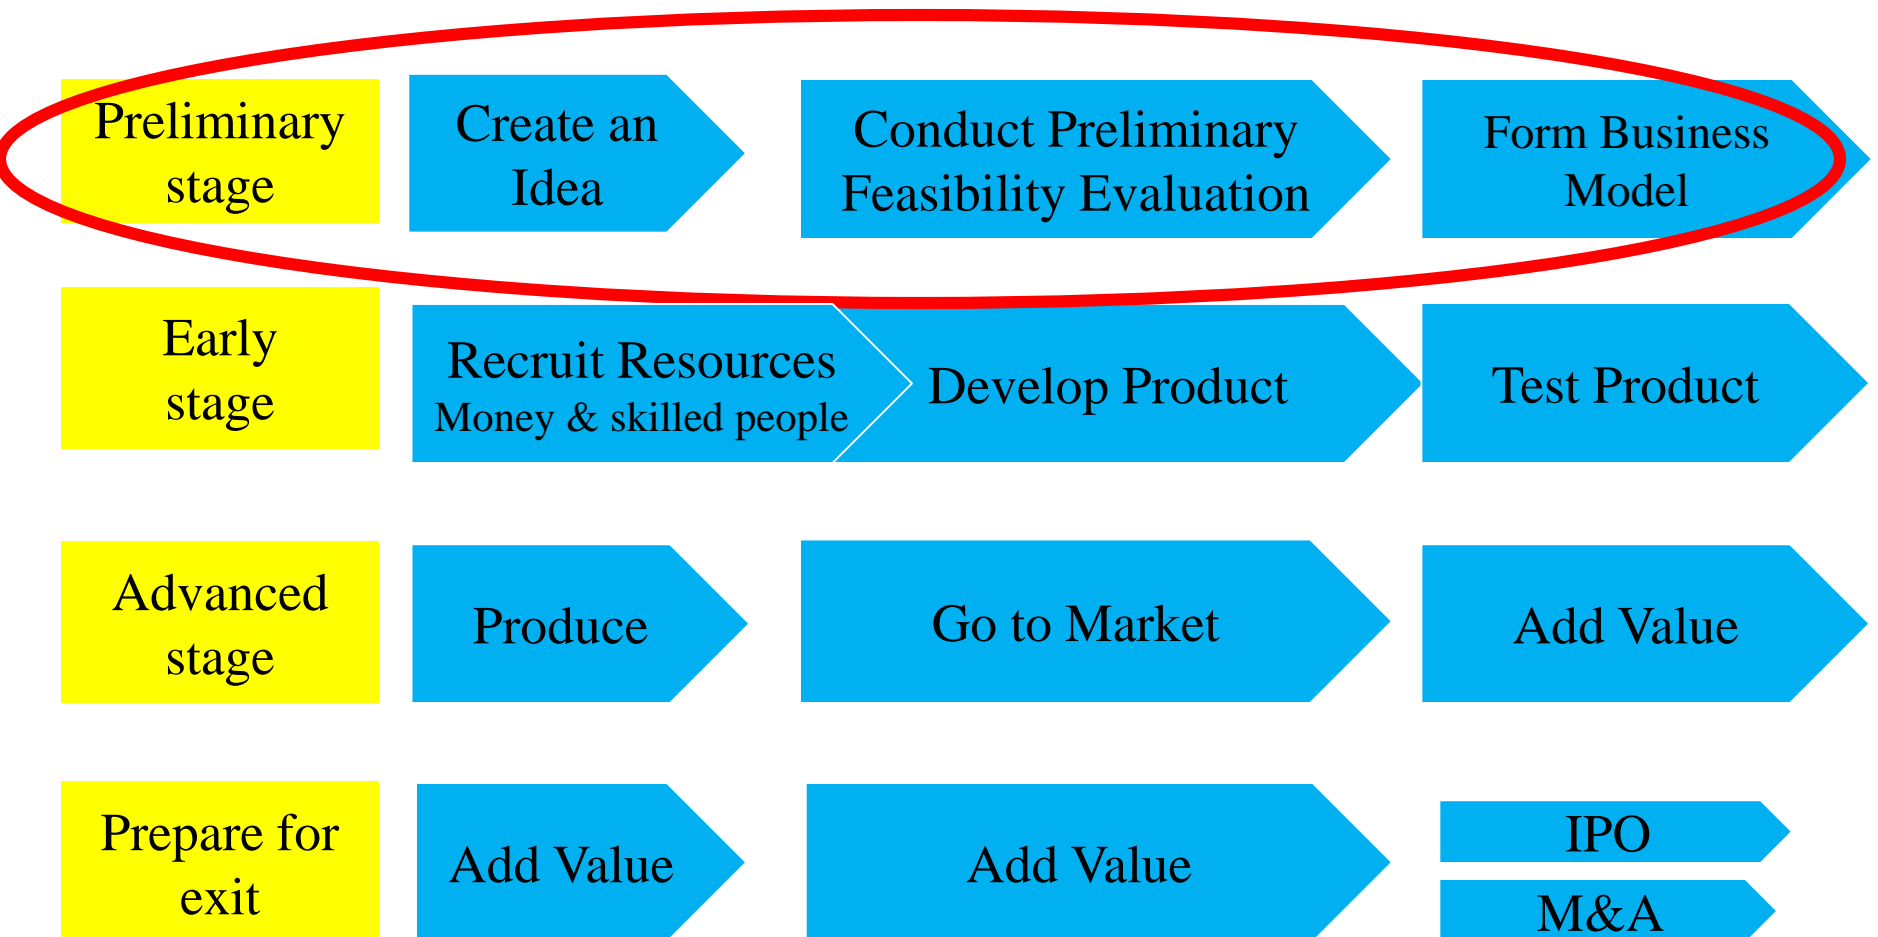 Preliminary
stage
Create an
Idea
Conduct Preliminary
Feasibility Evaluation
Form Business
Model
Early
stage
Recruit Resources
Money & skilled people
Develop Product
Test Product
Advanced
stage
Produce
Go to Market
Add Value
Prepare for
exit
Add Value
Add Value
IPO
M&A